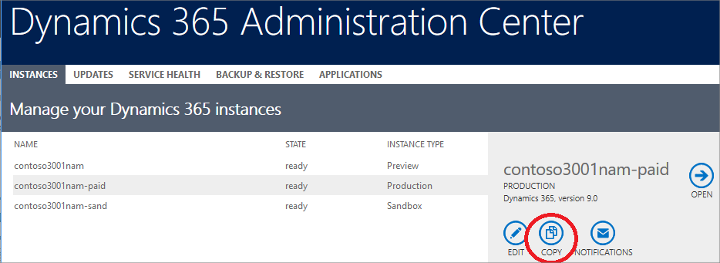 Dynamics 365 Administration Center
INSTANCES UPDATES SERVICE HEALTH BACKUP & RESTORE APPLICATIONS
Manage your Dynamics 365 instances
NAME STATE INSTANCE TYPE
contoso3001nam ready Preview
contoso3001nam-paid ready Production
contoso3001nam-sand ready Sandbox
contoso3001nam-paid
PRODUCTION
Dynamics 365, version 9.0
OPEN
EDIT COPY NOTIFICATIONS